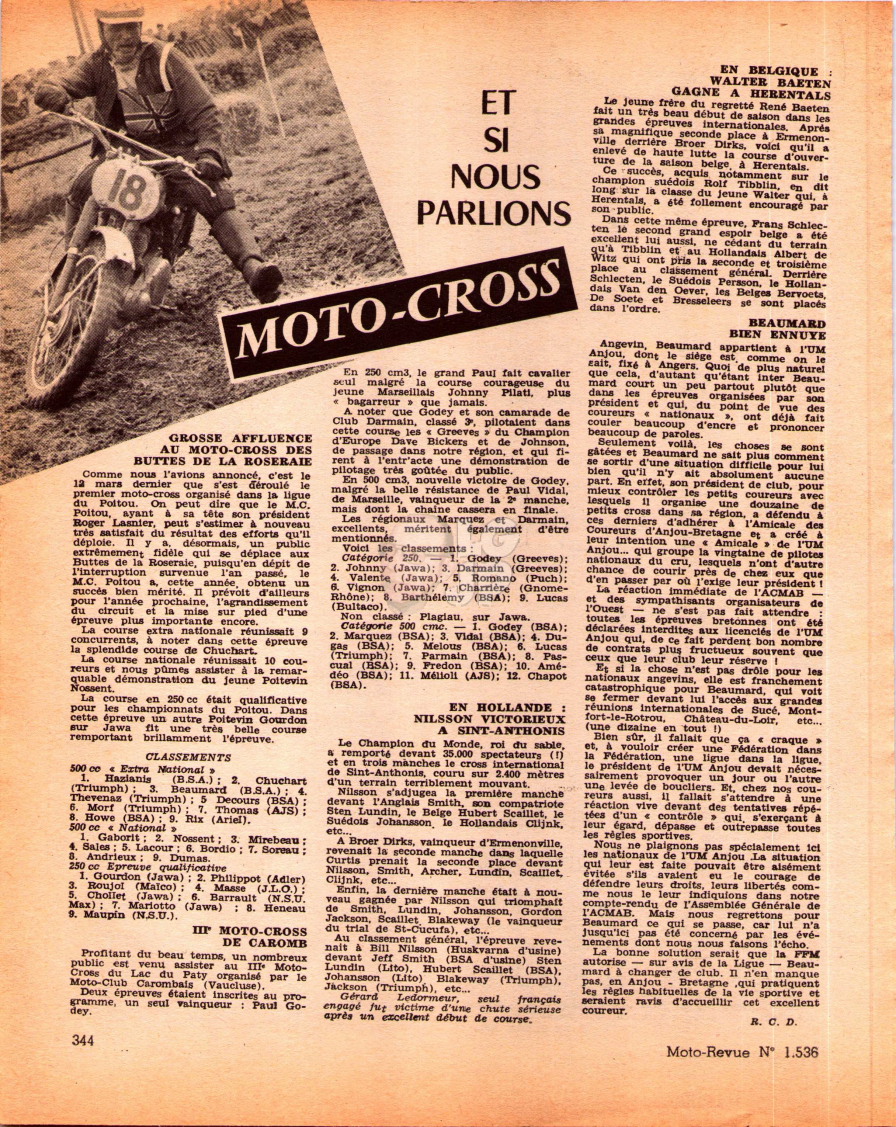 18
ET
SI
NOUS
PARLIONS
MOTO-CROSS
GROSSE AFFLUENCE
AU MOTO-CROSS DES
BUTTES DE LA ROSERAIE
Comme nous l'avions annoncé, c'est le
12 mars dernier que s'est déroulé le
premier moto-cross organisé dans la ligue
du Poitou. On peut dire que le M.C.
Poitou, ayant à sa tête son président
Roger Lasnier, peut s'estimer à nouveau
très satisfait du résultat des efforts qu'il
déploie. Il y a, désormais, un public
extrêmement fidèle qui se déplace aux
Buttes de la Roseraie, puisqu'en dépit de
l'interruption survenue l'an passé, le
M.C. Poitou a, cette année, obtenu un
succès bien mérité. Il prévoit d'ailleurs
pour l'année prochaine, l'agrandissement
du circuit et la mise sur pied d'une
épreuve plus importante encore.
La course extra nationale réunissait 9
concurrents, à noter dans cette épreuve
la splendide course de Chuchart.
La course nationale réunissait 10 cou-
reurs et nous pûmes assister à la remar-
quable démonstration du jeune Poitevin
Nossent.
La course en 250 cc était qualificative
pour les championnats du Poitou. Dans
cette épreuve un autre Poitevin Gourdon
sur Jawa fit une très belle course
remportant brillamment l'épreuve.
CLASSEMENTS
500 cc « Extra National »
1. Hazianis (B.S.A.) ; 2. Chuchart
(Triumph) ; 3. Beaumard (B.S.A.) ; 4.
Thevenaz (Triumph) ; 5 Decours (BSA) ;
6. Morf (Triumph) ; 7. Thomas (AJS) ;
8. Howe (BSA) ; 9. Rix (Ariel).
500 cc « National »
1. Gaborit ; 2. Nossent ; 3. Mirebeau ;
4. Sales ; 5. Lacour ; 6. Bordio ; 7. Soreau ;
8. Andrieux ; 9. Dumas.
250 cc Epreuve qualificative
1. Gourdon (Jawa) ; 2. Philippot (Adler)
3. Roujol (Maïco) ; 4. Masse (J.L.O.) ;
5. Chollet (Jawa) ; 6. Barrault (N.S.U.
Max) ; 7. Mariotto (Jawa) ; 8. Heneau
9. Maupin (N.S.U.).
IIIᵉ MOTO-CROSS
DE CAROMB
Profitant du beau temps, un nombreux
public est venu assister au IIIᵉ Moto-
Cross du Lac du Paty organisé par le
Moto-Club Carombais (Vaucluse).
Deux épreuves étaient inscrites au pro-
gramme, un seul vainqueur : Paul Go-
dey.
En 250 cm3, le grand Paul fait cavalier
seul malgré la course courageuse du
jeune Marseillais Johnny Pilati, plus
« bagarreur » que jamais.
A noter que Godey et son camarade de
Club Darmain, classé 3ᵉ, pilotaient dans
cette course les « Greeves » du Champion
d'Europe Dave Bickers et de Johnson,
de passage dans notre région, et qui fi-
rent à l'entr'acte une démonstration de
pilotage très goûtée du public.
En 500 cm3, nouvelle victoire de Godey,
malgré la belle résistance de Paul Vidal,
de Marseille, vainqueur de la 2ᵉ manche,
mais dont la chaine cassera en finale.
Les régionaux Marquez et Darmain,
excellents, méritent également d'être
mentionnés.
Voici les classements :
Catégorie 250. — 1. Godey (Greeves);
2. Johnny (Jawa); 3. Darmain (Greeves);
4. Valente (Jawa); 5. Romano (Puch);
6. Vignon (Jawa); 7. Charrière (Gnome-
Rhône); 8. Barthélemy (BSA); 9. Lucas
(Bultaco).
Non classé : Plagiau, sur Jawa.
Catégorie 500 cmc. — 1. Godey (BSA);
2. Marquez (BSA); 3. Vidal (BSA); 4. Du-
gas (BSA); 5. Melous (BSA); 6. Lucas
(Triumph); 7. Parmain (BSA); 8. Pas-
cual (BSA); 9. Fredon (BSA); 10. Amé-
déo (BSA); 11. Mélioli (AJS); 12. Chapot
(BSA).
EN HOLLANDE :
NILSSON VICTORIEUX
A SINT-ANTHONIS
Le Champion du Monde, roi du sable,
a remporté devant 35.000 spectateurs (!)
et en trois manches le cross international
de Sint-Anthonis, couru sur 2.400 mètres
d'un terrain terriblement mouvant.
Nilsson s'adjugea la première manche
devant l'Anglais Smith, son compatriote
Sten Lundin, le Belge Hubert Scaillet, le
Suédois Johansson, le Hollandais Clijnk,
etc...
A Broer Dirks, vainqueur d'Ermenonville,
revenait la seconde manche dans laquelle
Curtis prenait la seconde place devant
Nilsson, Smith, Archer, Lundin, Scaillet,
Clijnk, etc...
Enfin, la dernière manche était à nou-
veau gagnée par Nilsson qui triomphait
de Smith, Lundin, Johansson, Gordon
Jackson, Scaillet, Blakeway (le vainqueur
du trial de St-Cucufa), etc...
Au classement général, l'épreuve reve-
nait à Bill Nilsson (Huskvarna d'usine)
devant Jeff Smith (BSA d'usine) Sten
Lundin (Lito), Hubert Scaillet (BSA),
Johansson (Lito) Blakeway (Triumph),
Jackson (Triumph), etc...
Gérard Ledormeur, seul français
engagé fut victime d'une chute sérieuse
après un excellent début de course.
EN BELGIQUE :
WALTER BAETEN
GAGNE A HERENTALS
Le jeune frère du regretté René Baeten
fait un très beau début de saison dans les
grandes épreuves internationales. Après
sa magnifique seconde place à Ermenon-
ville derrière Broer Dirks, voici qu'il a
enlevé de haute lutte la course d'ouver-
ture de la saison belge, à Herentals.
Ce succès, acquis notamment sur le
champion suédois Rolf Tibblin, en dit
long sur la classe du jeune Walter qui, à
Herentals, a été follement encouragé par
son public.
Dans cette même épreuve, Frans Schlec-
ten le second grand espoir belge a été
excellent lui aussi, ne cédant du terrain
qu'à Tibblin et au Hollandais Albert de
Witz qui ont pris la seconde et troisième
place au classement général. Derrière
Schlecten, le Suédois Persson, le Hollan-
dais Van den Oever, les Belges Bervoets,
De Soete et Bresseleers se sont placés
dans l'ordre.
BEAUMARD
BIEN ENNUYE
Angevin, Beaumard appartient à l'UM
Anjou, dont le siège est comme on le
sait, fixé à Angers. Quoi de plus naturel
que cela, d'autant qu'étant inter Beau-
mard court un peu partout plutôt que
dans les épreuves organisées par son
président et qui, du point de vue des
coureurs « nationaux », ont déjà fait
couler beaucoup d'encre et prononcer
beaucoup de paroles.
Seulement voilà, les choses se sont
gâtées et Beaumard ne sait plus comment
se sortir d'une situation difficile pour lui
bien qu'il n'y ait absolument aucune
part. En effet, son président de club, pour
mieux contrôler les petits coureurs avec
lesquels il organise une douzaine de
petits cross dans sa région, a défendu à
ces derniers d'adhérer à l'Amicale des
Coureurs d'Anjou-Bretagne et a créé à
leur intention une « Amicale » de l'UM
Anjou... qui groupe la vingtaine de pilotes
nationaux du cru, lesquels n'ont d'autre
chance de courir près de chez eux que
d'en passer par où l'exige leur président !
La réaction immédiate de l'ACMAB —
et des sympathisants organisateurs de
l'Ouest — ne s'est pas fait attendre :
toutes les épreuves bretonnes ont été
déclarées interdites aux licenciés de l'UM
Anjou qui, de ce fait perdent bon nombre
de contrats plus fructueux souvent que
ceux que leur club leur réserve !
Et si la chose n'est pas drôle pour les
nationaux angevins, elle est franchement
catastrophique pour Beaumard, qui voit
se fermer devant lui l'accès aux grandes
réunions internationales de Sucé, Mont-
fort-le-Rotrou, Château-du-Loir, etc...
(une dizaine en tout !)
Bien sûr, il fallait que ça « craque »
et, à vouloir créer une Fédération dans
la Fédération, une ligue dans la ligue,
le président de l'UM Anjou devait néces-
sairement provoquer un jour ou l'autre
une levée de boucliers. Et, chez nos cou-
reurs aussi, il fallait s'attendre à une
réaction vive devant des tentatives répé-
tées d'un « contrôle » qui, s'exerçant à
leur égard, dépasse et outrepasse toutes
les règles sportives.
Nous ne plaignons pas spécialement ici
les nationaux de l'UM Anjou .La situation
qui leur est faite pouvait être aisément
évitée s'ils avaient eu le courage de
défendre leurs droits, leurs libertés com-
me nous le leur indiquions dans notre
compte-rendu de l'Assemblée Générale de
l'ACMAB. Mais nous regrettons pour
Beaumard ce qui se passe, car lui n'a
jusqu'ici pas été concerné par les évé-
nements dont nous nous faisons l'écho.
La bonne solution serait que la FFM
autorise — sur avis de la Ligue — Beau-
mard à changer de club. Il n'en manque
pas, en Anjou - Bretagne ,qui pratiquent
les règles habituelles de la vie sportive et
seraient ravis d'accueillir cet excellent
coureur.
R. C. D.
344
Moto-Revue N° 1.536